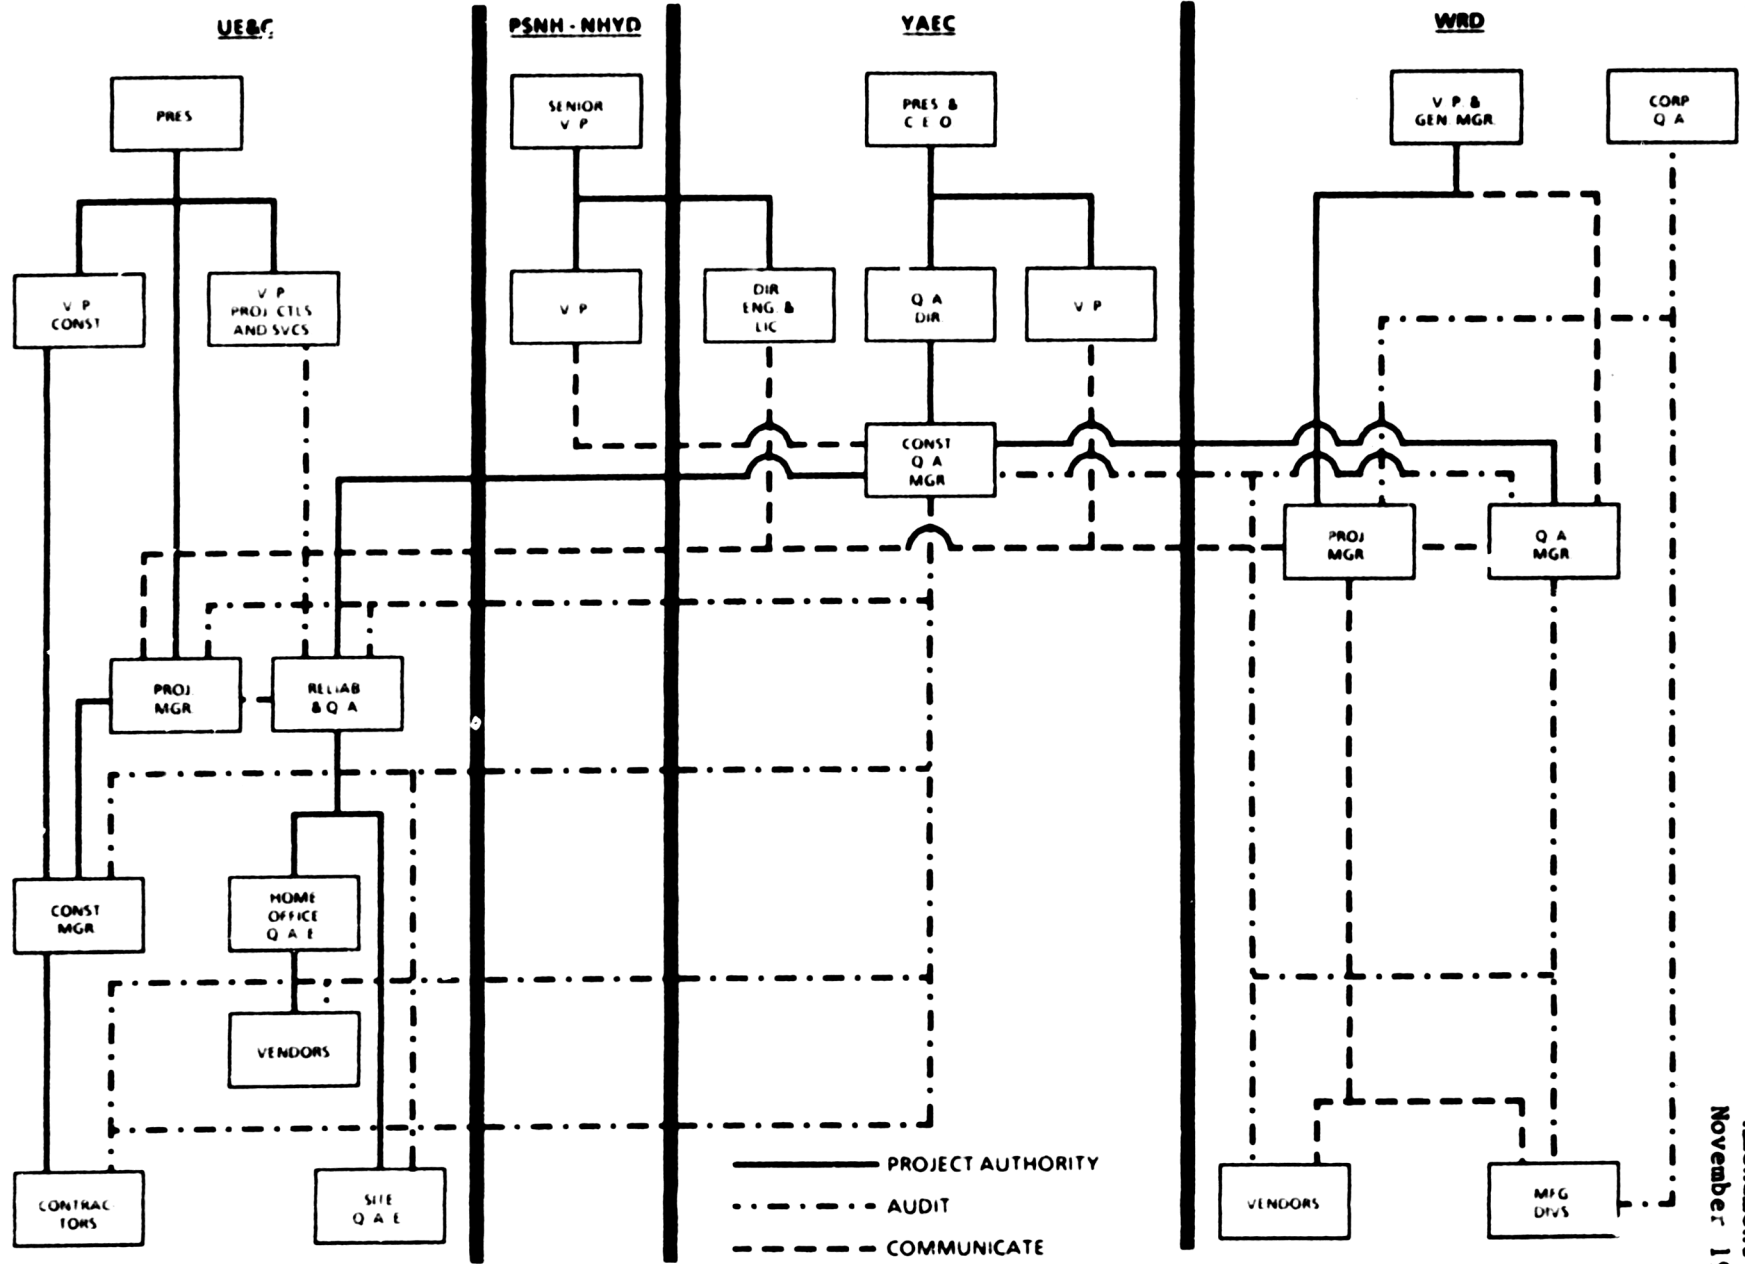 UE&C
PSNH - NHYD
YAEC
WRD
PRES
SENIOR
V P
PRES &
C E O
V P &
GEN. MGR.
CORP
Q A
V P
CONST
V P
PROJ CTLS
AND SVCS
V P
DIR
ENG. &
LIC
Q A
DIR.
V P
CONST
Q A
MGR
PROJ
MGR
Q A
MGR
PROJ.
MGR.
RELIAB
& Q A
CONST
MGR.
HOME
OFFICE
Q A E
VENDORS
CONTRAC
TORS
SITE
Q A E
VENDORS
MFG
DIVS
PROJECT AUTHORITY
AUDIT
COMMUNICATE
November